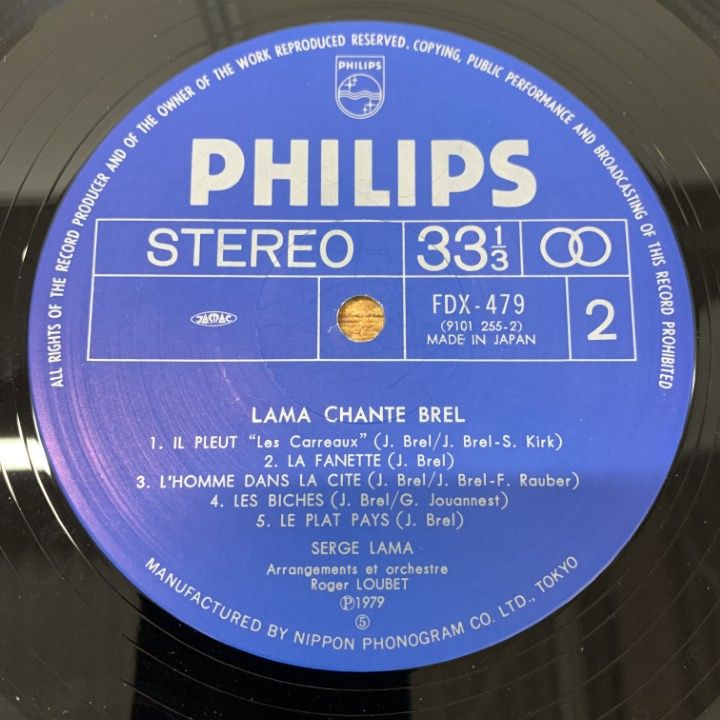 ALL RIGHTS OF THE RECORD PRODUCER AND OF THE OWNER OF THE WORK REPRODUCED RESERVED. COPYING, PUBLIC PERFORMANCE AND BROADCASTING OF THIS RECORD PROHIBITED
PHILIPS
PHILIPS
STEREO 33 1/3
JASRAC FDX-479 2
(9101 255-2)
MADE IN JAPAN
LAMA CHANTE BREL
1. IL PLEUT "Les Carreaux" (J. Brel/J. Brel-S. Kirk)
2. LA FANETTE (J. Brel)
3. L'HOMME DANS LA CITE (J. Brel/J. Brel-F. Rauber)
4. LES BICHES (J. Brel/G. Jouannest)
5. LE PLAT PAYS (J. Brel)
SERGE LAMA
Arrangements et orchestre
Roger LOUBET
Ⓟ1979
⑤
MANUFACTURED BY NIPPON PHONOGRAM CO. LTD., TOKYO